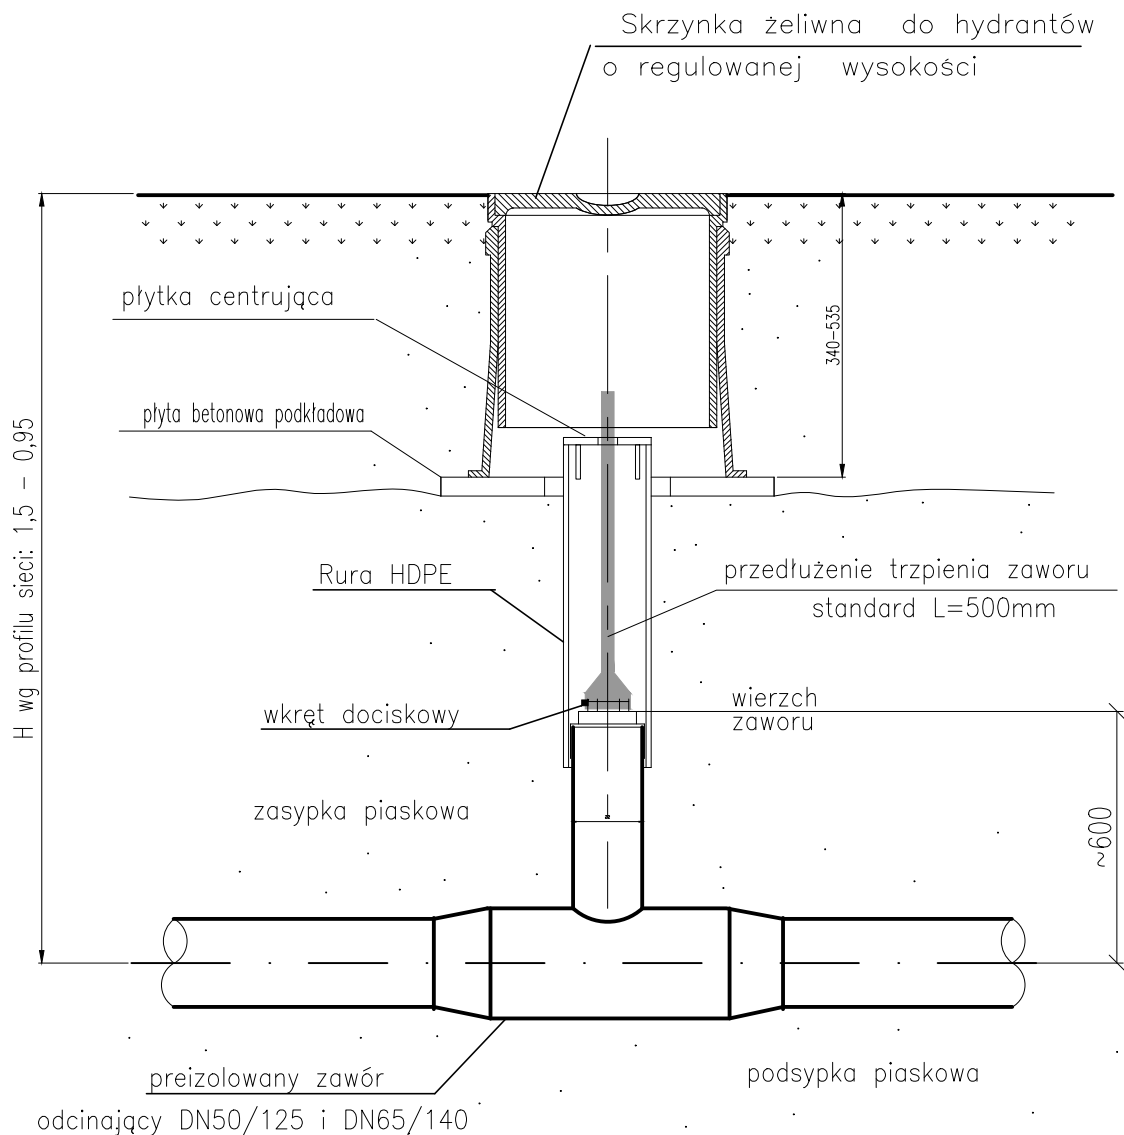 Skrzynka żeliwna do hydrantów
o regulowanej wysokości
płytka centrująca
340-535
płyta betonowa podkładowa
H wg profilu sieci: 1,5 - 0,95
Rura HDPE
przedłużenie trzpienia zaworu
standard L=500mm
wkręt dociskowy
wierzch
zaworu
zasypka piaskowa
~600
preizolowany zawór
odcinający DN50/125 i DN65/140
podsypka piaskowa